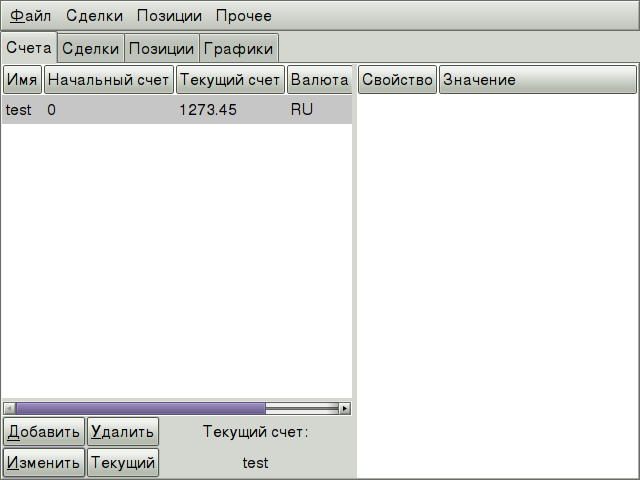 Файл Сделки Позиции Прочее
Счета Сделки Позиции Графики
Имя Начальный счет Текущий счет Валюта Свойство Значение
test 0 1273.45 RU
Добавить Удалить Текущий счет:
Изменить Текущий test